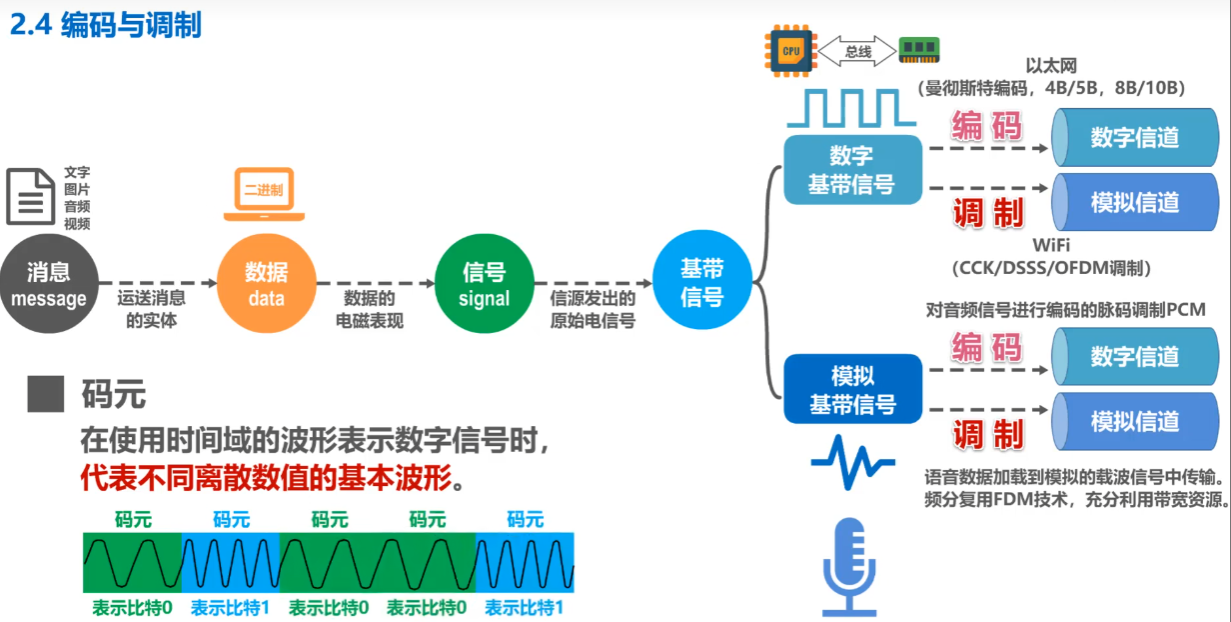 2.4 编码与调制
文字
图片
音频
视频
消息
message
运送消息
的实体
二进制
数据
data
数据的
电磁表现
信号
signal
信源发出的
原始电信号
基带
信号
CPU
总线
数字
基带信号
以太网
（曼彻斯特编码，4B/5B，8B/10B）
编 码
数字信道
调 制
模拟信道
WiFi
（CCK/DSSS/OFDM调制）
模拟
基带信号
对音频信号进行编码的脉码调制PCM
编 码
数字信道
调 制
模拟信道
语音数据加载到模拟的载波信号中传输。
频分复用FDM技术，充分利用带宽资源。
码元
在使用时间域的波形表示数字信号时，
代表不同离散数值的基本波形。
码元 码元 码元 码元 码元
表示比特0 表示比特1 表示比特0 表示比特0 表示比特1